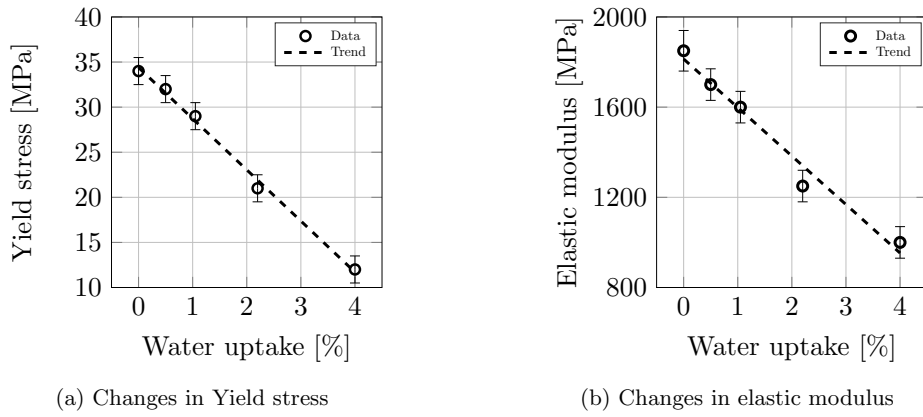 40
35
30
25
20
15
10
0
1
2
3
4
Yield stress [MPa]
Water uptake [%]
Data
Trend
(a) Changes in Yield stress
2000
1600
1200
800
0
1
2
3
4
Elastic modulus [MPa]
Water uptake [%]
Data
Trend
(b) Changes in elastic modulus